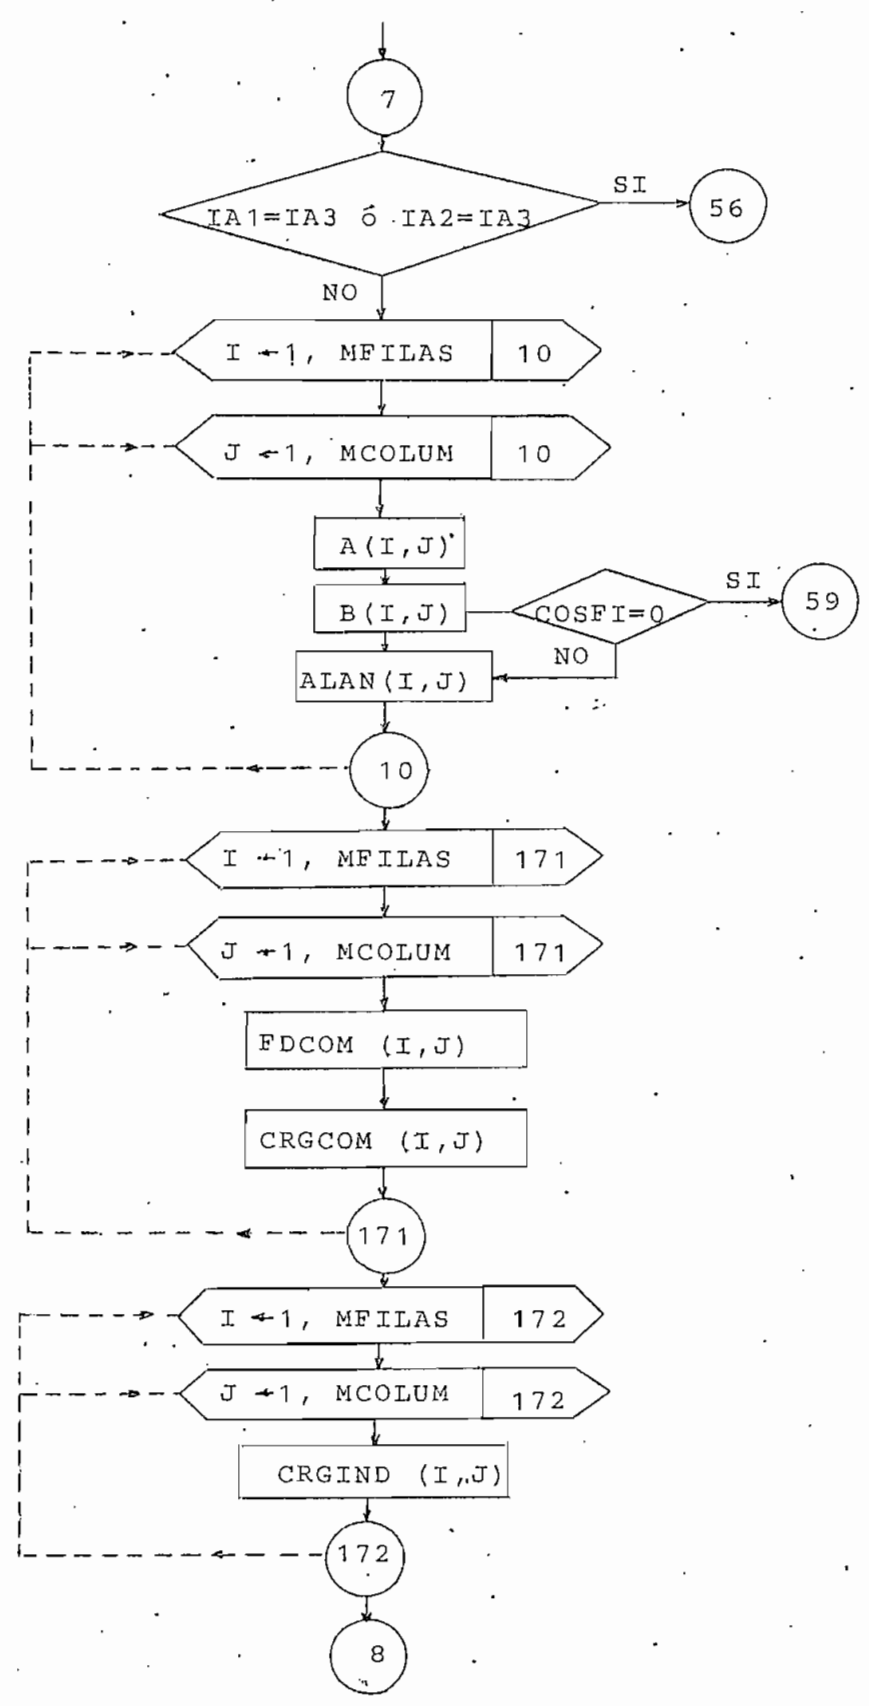 7
SI
IA1=IA3 ó IA2=IA3
56
NO
I ←1, MFILAS 10
J ←1, MCOLUM 10
A(I,J)
SI
B(I,J)
COSFI=0
59
NO
ALAN(I,J)
10
I ←1, MFILAS 171
J ←1, MCOLUM 171
FDCOM (I,J)
CRGCOM (I,J)
171
I ←1, MFILAS 172
J ←1, MCOLUM 172
CRGIND (I,J)
172
8